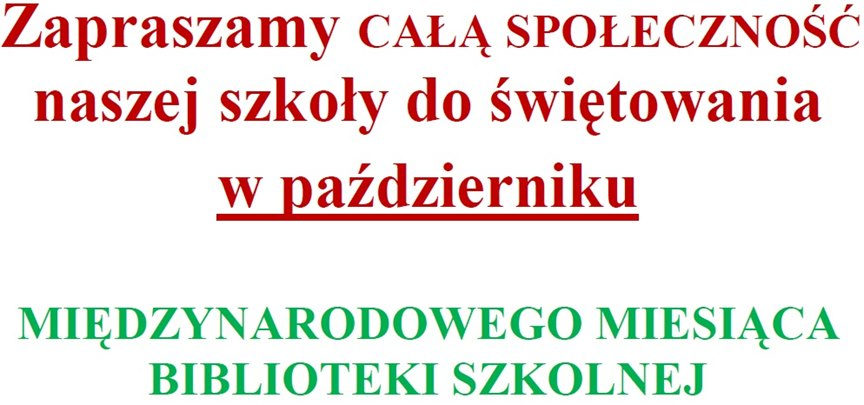 Zapraszamy CAŁĄ SPOŁECZNOŚĆ
naszej szkoły do świętowania
w październiku
MIĘDZYNARODOWEGO MIESIĄCA
BIBLIOTEKI SZKOLNEJ